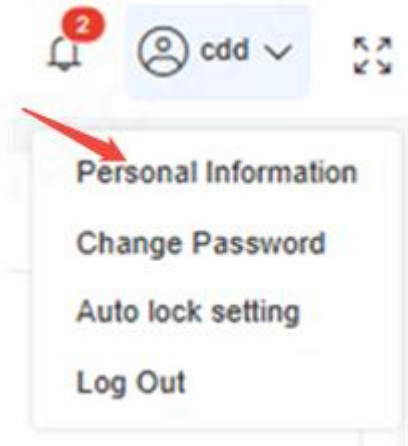 2
cdd
Personal Information
Change Password
Auto lock setting
Log Out